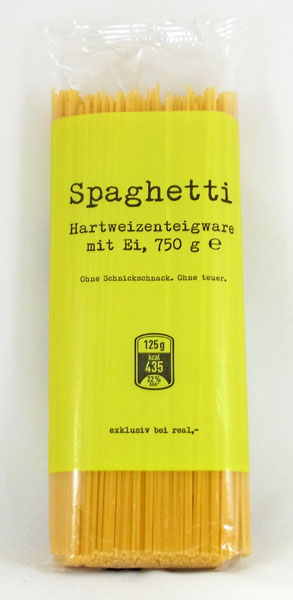 Spaghetti
Hartweizenteigware
mit Ei, 750 g ℮
Ohne Schnickschnack. Ohne teuer.
125g
kcal
435
22%
exklusiv bei real,-